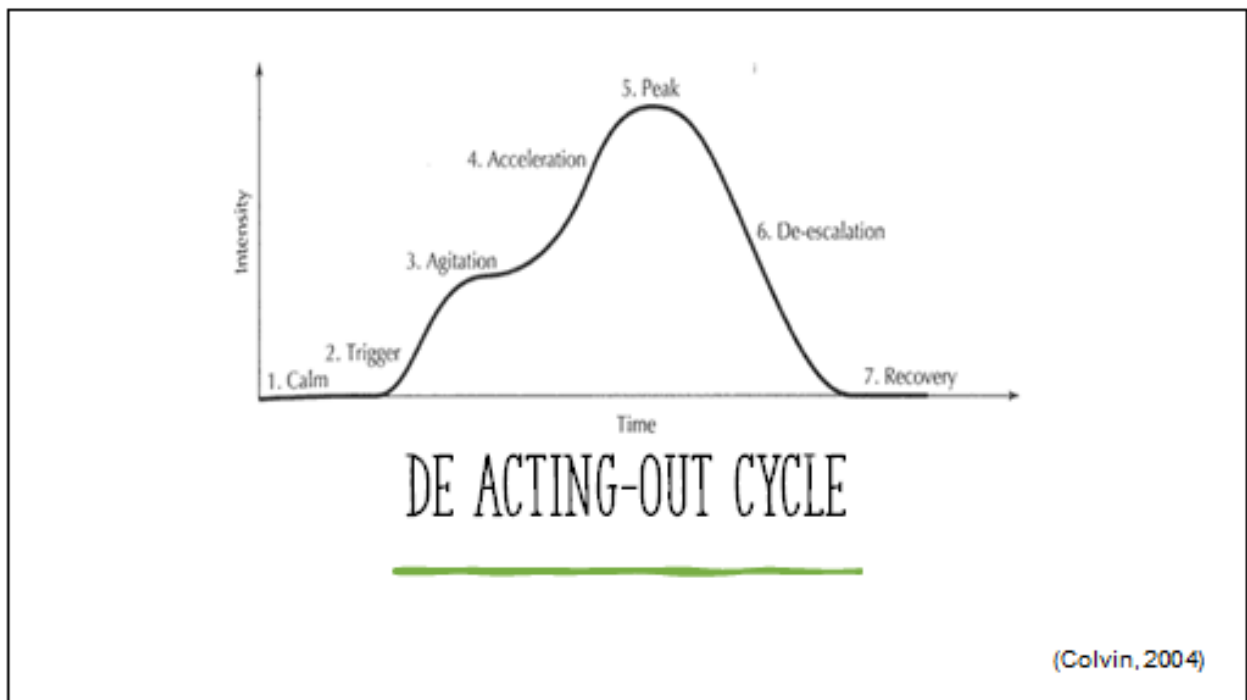 5. Peak
4. Acceleration
Intensity
6. De-escalation
3. Agitation
2. Trigger
1. Calm
7. Recovery
Time
DE ACTING-OUT CYCLE
(Colvin, 2004)